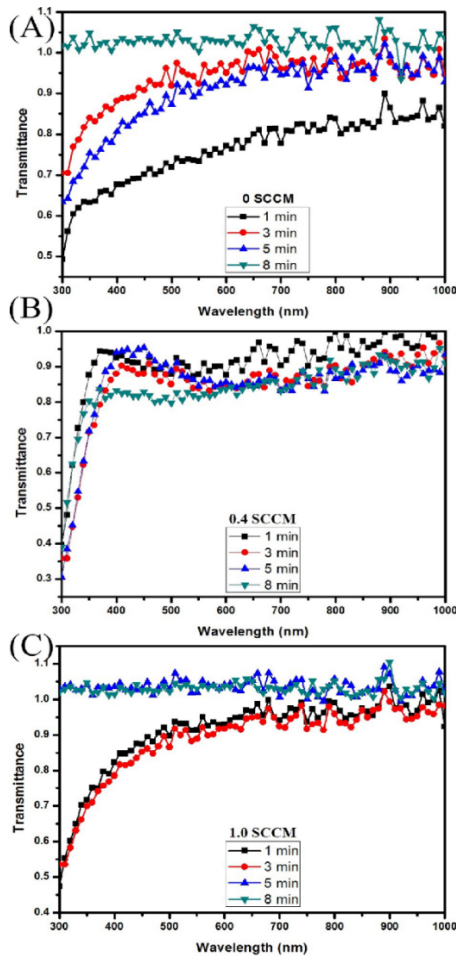 (A)
1.1
1.0
0.9
0.8
0.7
0.6
0.5
Transmittance
0 SCCM
1 min
3 min
5 min
8 min
300 400 500 600 700 800 900 1000
Wavelength (nm)
(B)
1.0
0.9
0.8
0.7
0.6
0.5
0.4
0.3
Transmittance
0.4 SCCM
1 min
3 min
5 min
8 min
300 400 500 600 700 800 900 1000
Wavelength (nm)
(C)
1.1
1.0
0.9
0.8
0.7
0.6
0.5
0.4
Transmittance
1.0 SCCM
1 min
3 min
5 min
8 min
300 400 500 600 700 800 900 1000
Wavelength (nm)